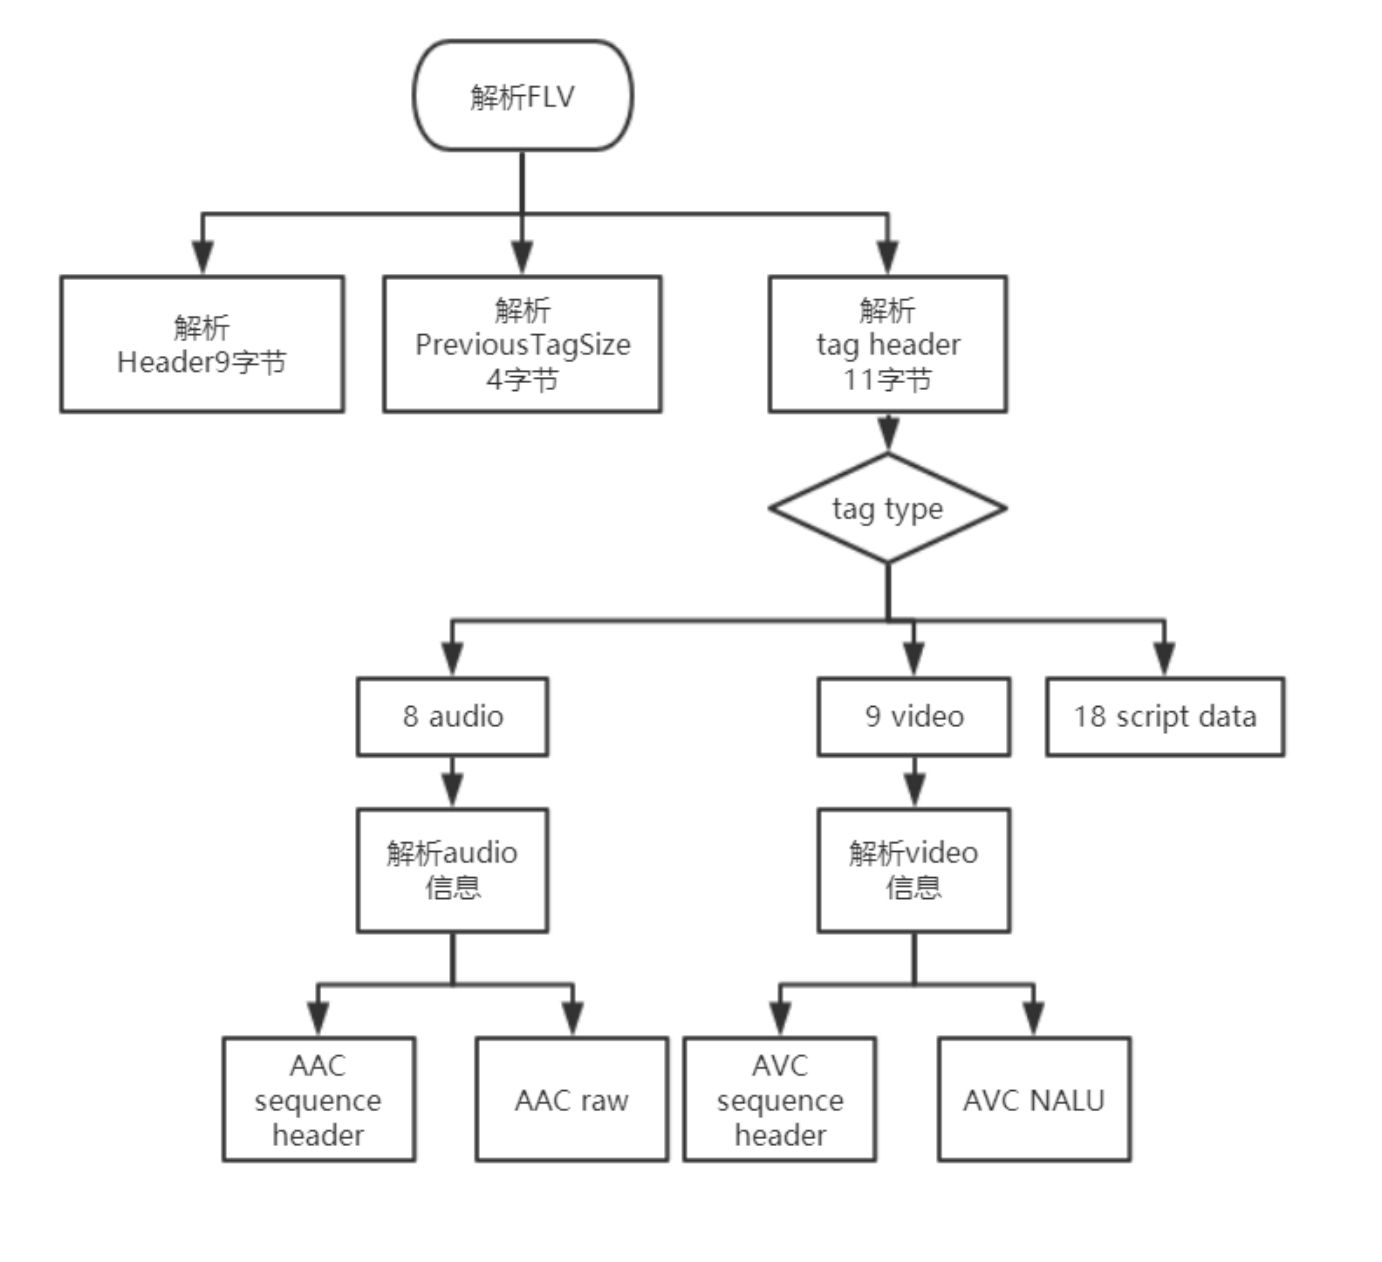 解析FLV
解析
Header9字节
解析
PreviousTagSize
4字节
解析
tag header
11字节
tag type
8 audio
9 video
18 script data
解析audio
信息
解析video
信息
AAC
sequence
header
AAC raw
AVC
sequence
header
AVC NALU